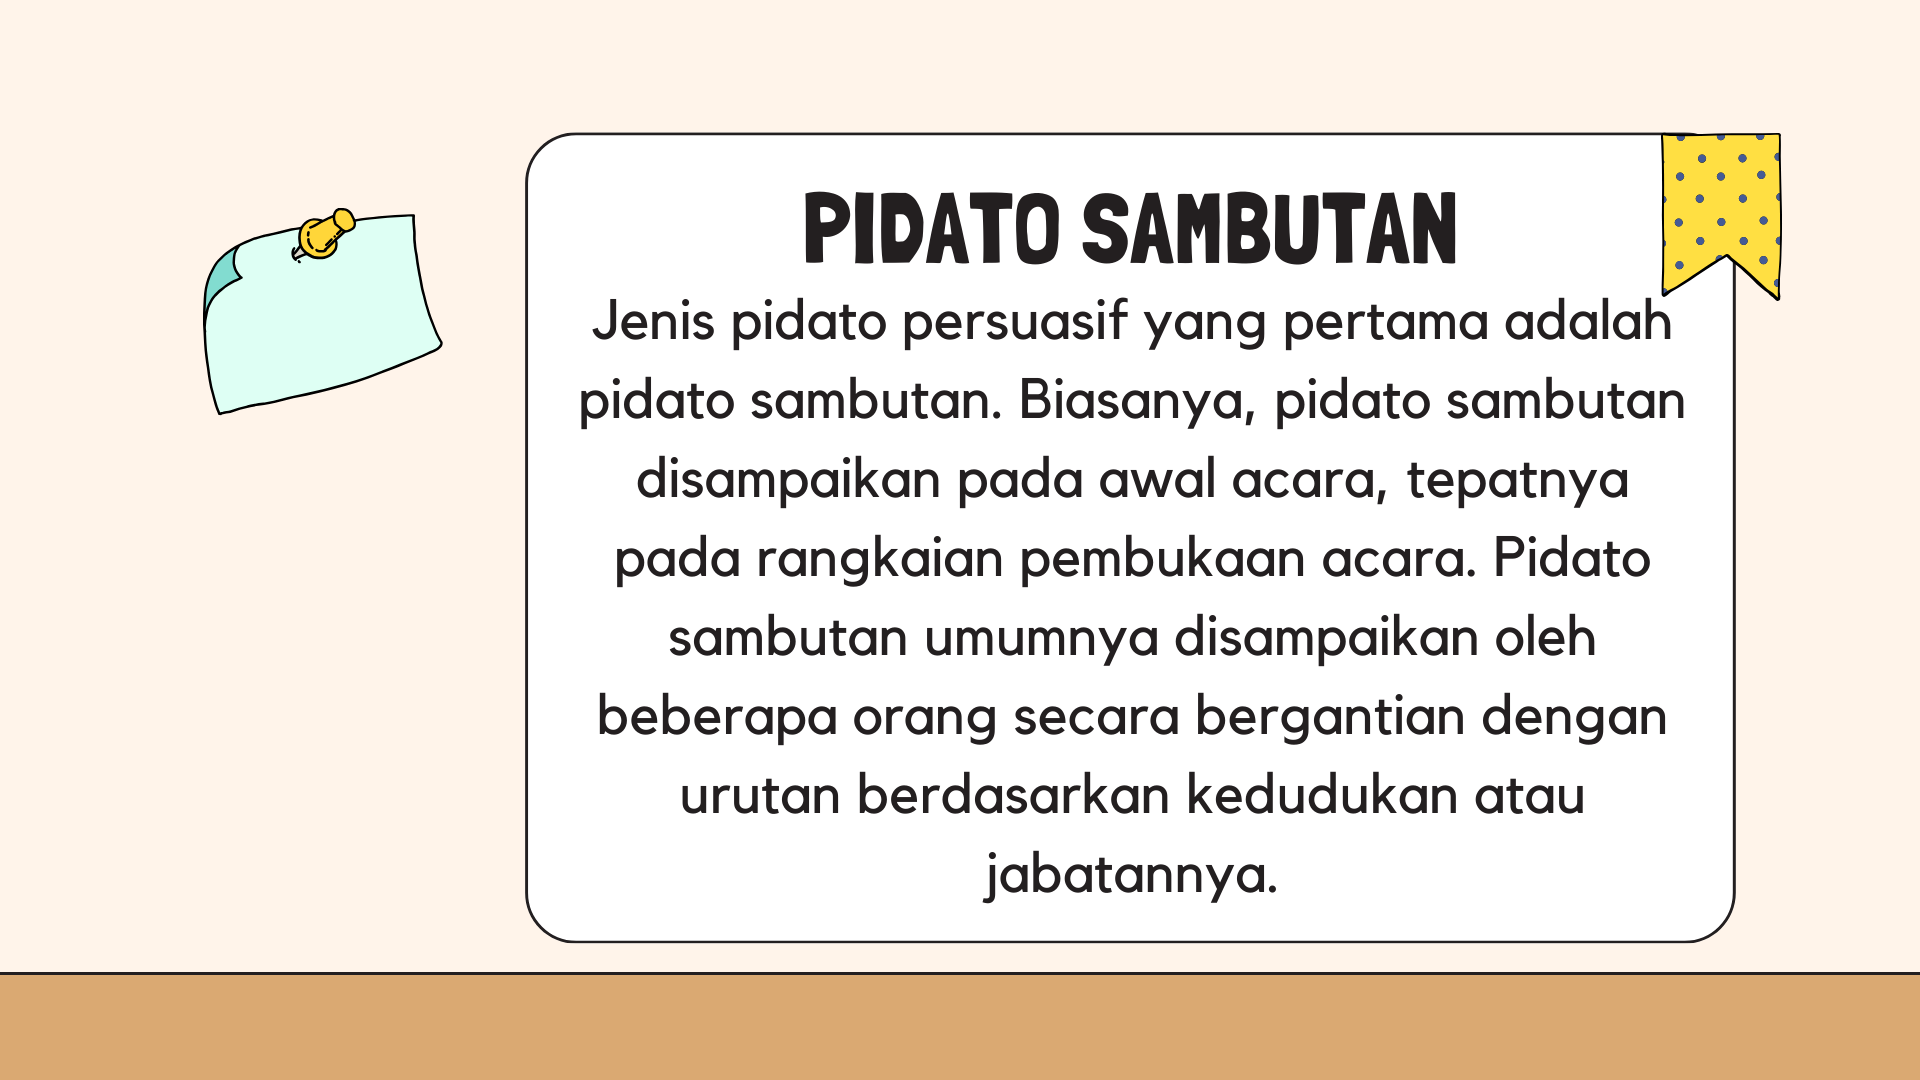 PIDATO SAMBUTAN
Jenis pidato persuasif yang pertama adalah
pidato sambutan. Biasanya, pidato sambutan
disampaikan pada awal acara, tepatnya
pada rangkaian pembukaan acara. Pidato
sambutan umumnya disampaikan oleh
beberapa orang secara bergantian dengan
urutan berdasarkan kedudukan atau
jabatannya.